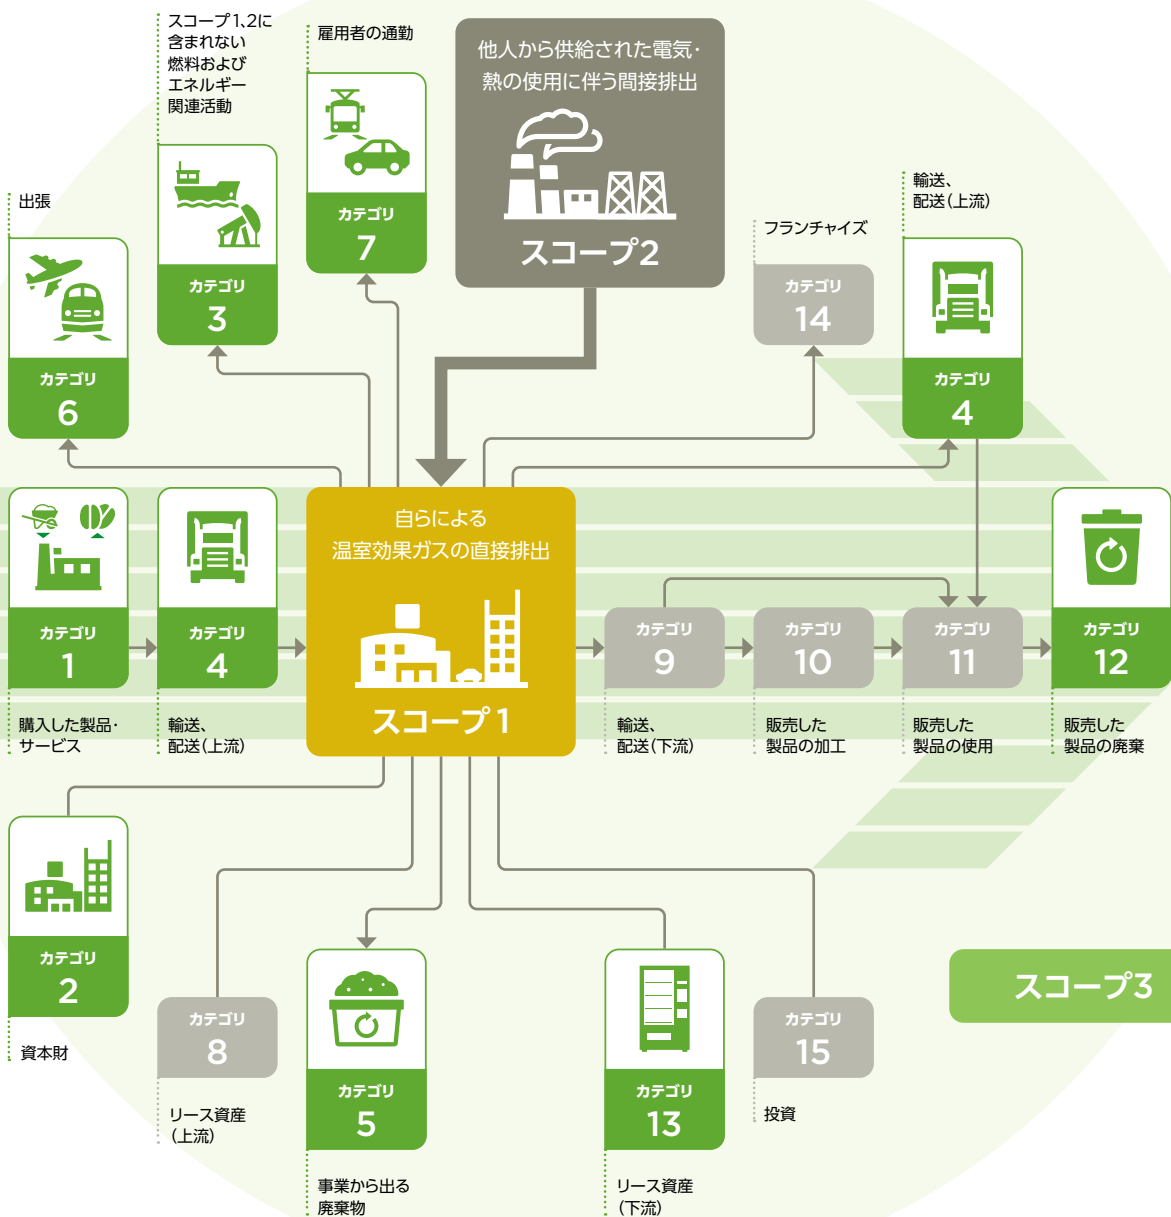 スコープ1、2に
含まれない
燃料および
エネルギー
関連活動
雇用者の通勤
他人から供給された電気・
熱の使用に伴う間接排出
スコープ2
出張
カテゴリ
6
カテゴリ
3
カテゴリ
7
フランチャイズ
カテゴリ
14
輸送、
配送(上流)
カテゴリ
4
カテゴリ
1
購入した製品・
サービス
カテゴリ
4
輸送、
配送(上流)
自らによる
温室効果ガスの直接排出
スコープ1
カテゴリ
9
輸送、
配送(下流)
カテゴリ
10
販売した
製品の加工
カテゴリ
11
販売した
製品の使用
カテゴリ
12
販売した
製品の廃棄
カテゴリ
2
資本財
カテゴリ
8
リース資産
(上流)
カテゴリ
5
事業から出る
廃棄物
カテゴリ
13
リース資産
(下流)
カテゴリ
15
投資
スコープ3